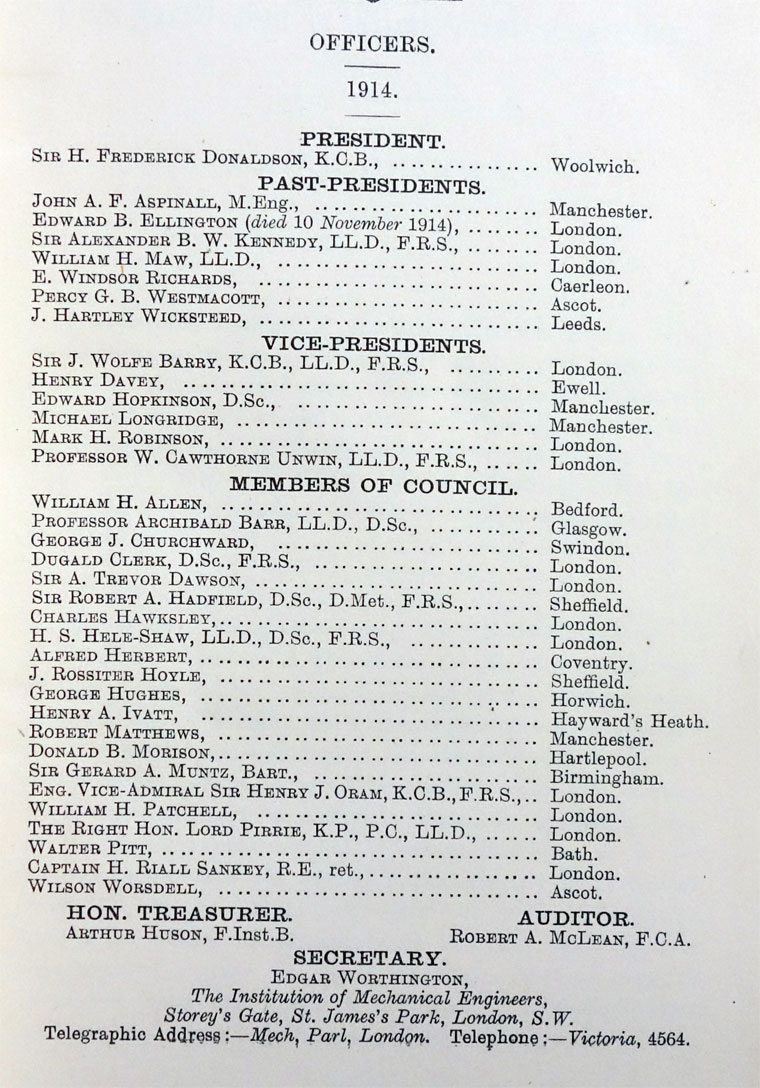 OFFICERS.
1914.
PRESIDENT.
SIR H. FREDERICK DONALDSON, K.C.B., ................ Woolwich.
PAST-PRESIDENTS.
JOHN A. F. ASPINALL, M.Eng., ........................ Manchester.
EDWARD B. ELLINGTON (died 10 November 1914), ....... London.
SIR ALEXANDER B. W. KENNEDY, LL.D., F.R.S., ........ London.
WILLIAM H. MAW, LL.D., ............................ London.
E. WINDSOR RICHARDS, .............................. Caerleon.
PERCY G. B. WESTMACOTT, ............................ Ascot.
J. HARTLEY WICKSTEED, .............................. Leeds.
VICE-PRESIDENTS.
SIR J. WOLFE BARRY, K.C.B., LL.D., F.R.S., .......... London.
HENRY DAVEY, ...................................... Ewell.
EDWARD HOPKINSON, D.Sc., .......................... Manchester.
MICHAEL LONGRIDGE, ................................ Manchester.
MARK H. ROBINSON, .................................. London.
PROFESSOR W. CAWTHORNE UNWIN, LL.D., F.R.S., ...... London.
MEMBERS OF COUNCIL.
WILLIAM H. ALLEN, .................................. Bedford.
PROFESSOR ARCHIBALD BARR, LL.D., D.Sc., ............ Glasgow.
GEORGE J. CHURCHWARD, ............................ Swindon.
DUGALD CLERK, D.Sc., F.R.S., ........................ London.
SIR A. TREVOR DAWSON, .............................. London.
SIR ROBERT A. HADFIELD, D.Sc., D.Met., F.R.S.,....... Sheffield.
CHARLES HAWKSLEY,.................................. London.
H. S. HELE-SHAW, LL.D., D.Sc., F.R.S., .............. London.
ALFRED HERBERT, .................................... Coventry.
J. ROSSITER HOYLE, .................................. Sheffield.
GEORGE HUGHES, .................................... Horwich.
HENRY A. IVATT, .................................... Hayward's Heath.
ROBERT MATTHEWS, .................................. Manchester.
DONALD B. MORISON,.................................. Hartlepool.
SIR GERARD A. MUNTZ, BART., ........................ Birmingham.
ENG. VICE-ADMIRAL SIR HENRY J. ORAM, K.C.B., F.R.S.,.. London.
WILLIAM H. PATCHELL, .............................. London.
THE RIGHT HON. LORD PIRRIE, K.P., P.C., LL.D., ...... London.
WALTER PITT, ........................................ Bath.
CAPTAIN H. RIALL SANKEY, R.E., ret.,.................. London.
WILSON WORSDELL, .................................. Ascot.
HON. TREASURER. AUDITOR.
ARTHUR HUSON, F.Inst.B. ROBERT A. MCLEAN, F.C.A.
SECRETARY.
EDGAR WORTHINGTON,
The Institution of Mechanical Engineers,
Storey's Gate, St. James's Park, London, S.W.
Telegraphic Address:—Mech, Parl, London. Telephone:—Victoria, 4564.